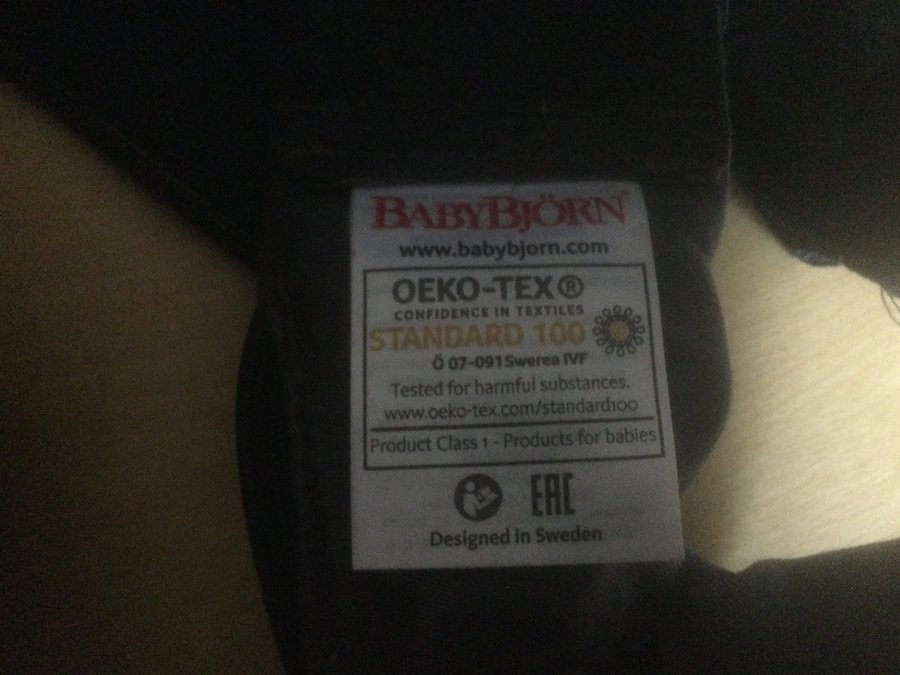 BABYBJÖRN®
www.babybjorn.com
OEKO-TEX®
CONFIDENCE IN TEXTILES
STANDARD 100
Ö 07-091 Swerea IVF
Tested for harmful substances.
www.oeko-tex.com/standard100
Product Class 1 - Products for babies
EAC
Designed in Sweden